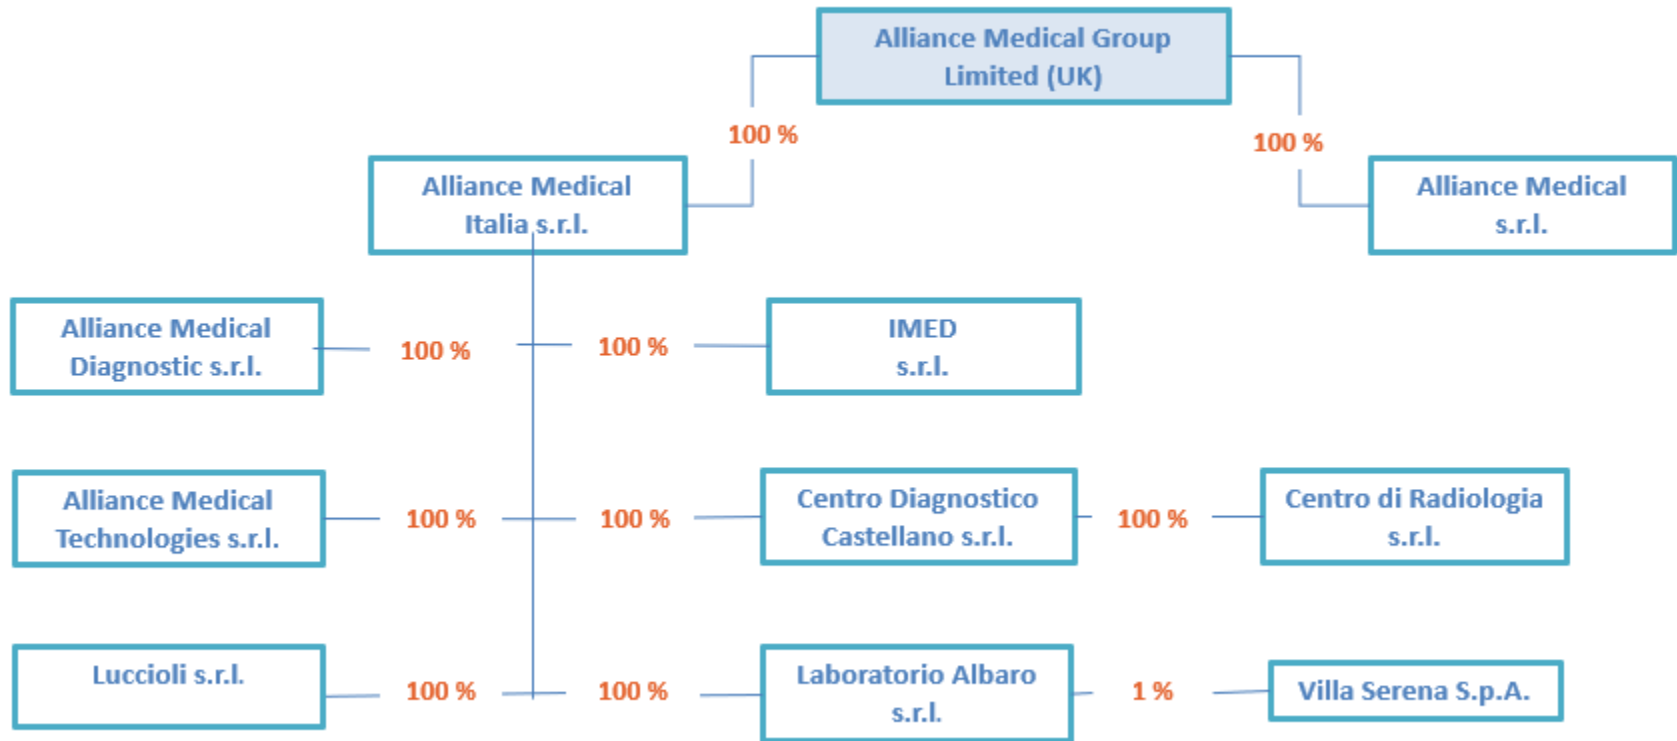 Alliance Medical Group
Limited (UK)
100 %
100 %
Alliance Medical
Italia s.r.l.
Alliance Medical
s.r.l.
Alliance Medical
Diagnostic s.r.l.
100 %
100 %
IMED
s.r.l.
Alliance Medical
Technologies s.r.l.
100 %
100 %
Centro Diagnostico
Castellano s.r.l.
100 %
Centro di Radiologia
s.r.l.
Luccioli s.r.l.
100 %
100 %
Laboratorio Albaro
s.r.l.
1 %
Villa Serena S.p.A.